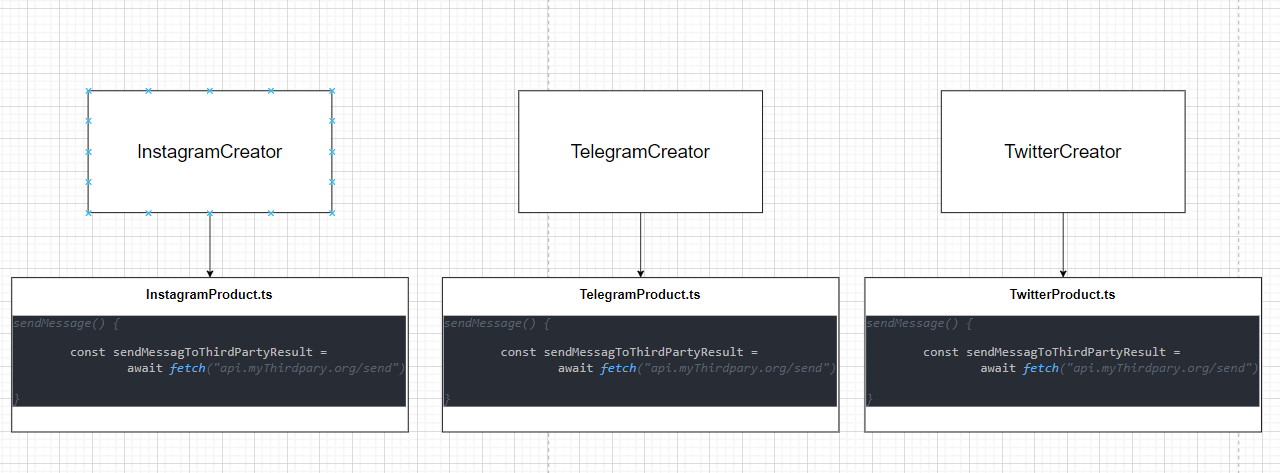 InstagramCreator
TelegramCreator
TwitterCreator
InstagramProduct.ts
sendMessage() {
const sendMessagToThirdPartyResult =
await fetch("api.myThirdpary.org/send")
}
TelegramProduct.ts
sendMessage() {
const sendMessagToThirdPartyResult =
await fetch("api.myThirdpary.org/send")
}
TwitterProduct.ts
sendMessage() {
const sendMessagToThirdPartyResult =
await fetch("api.myThirdpary.org/send")
}